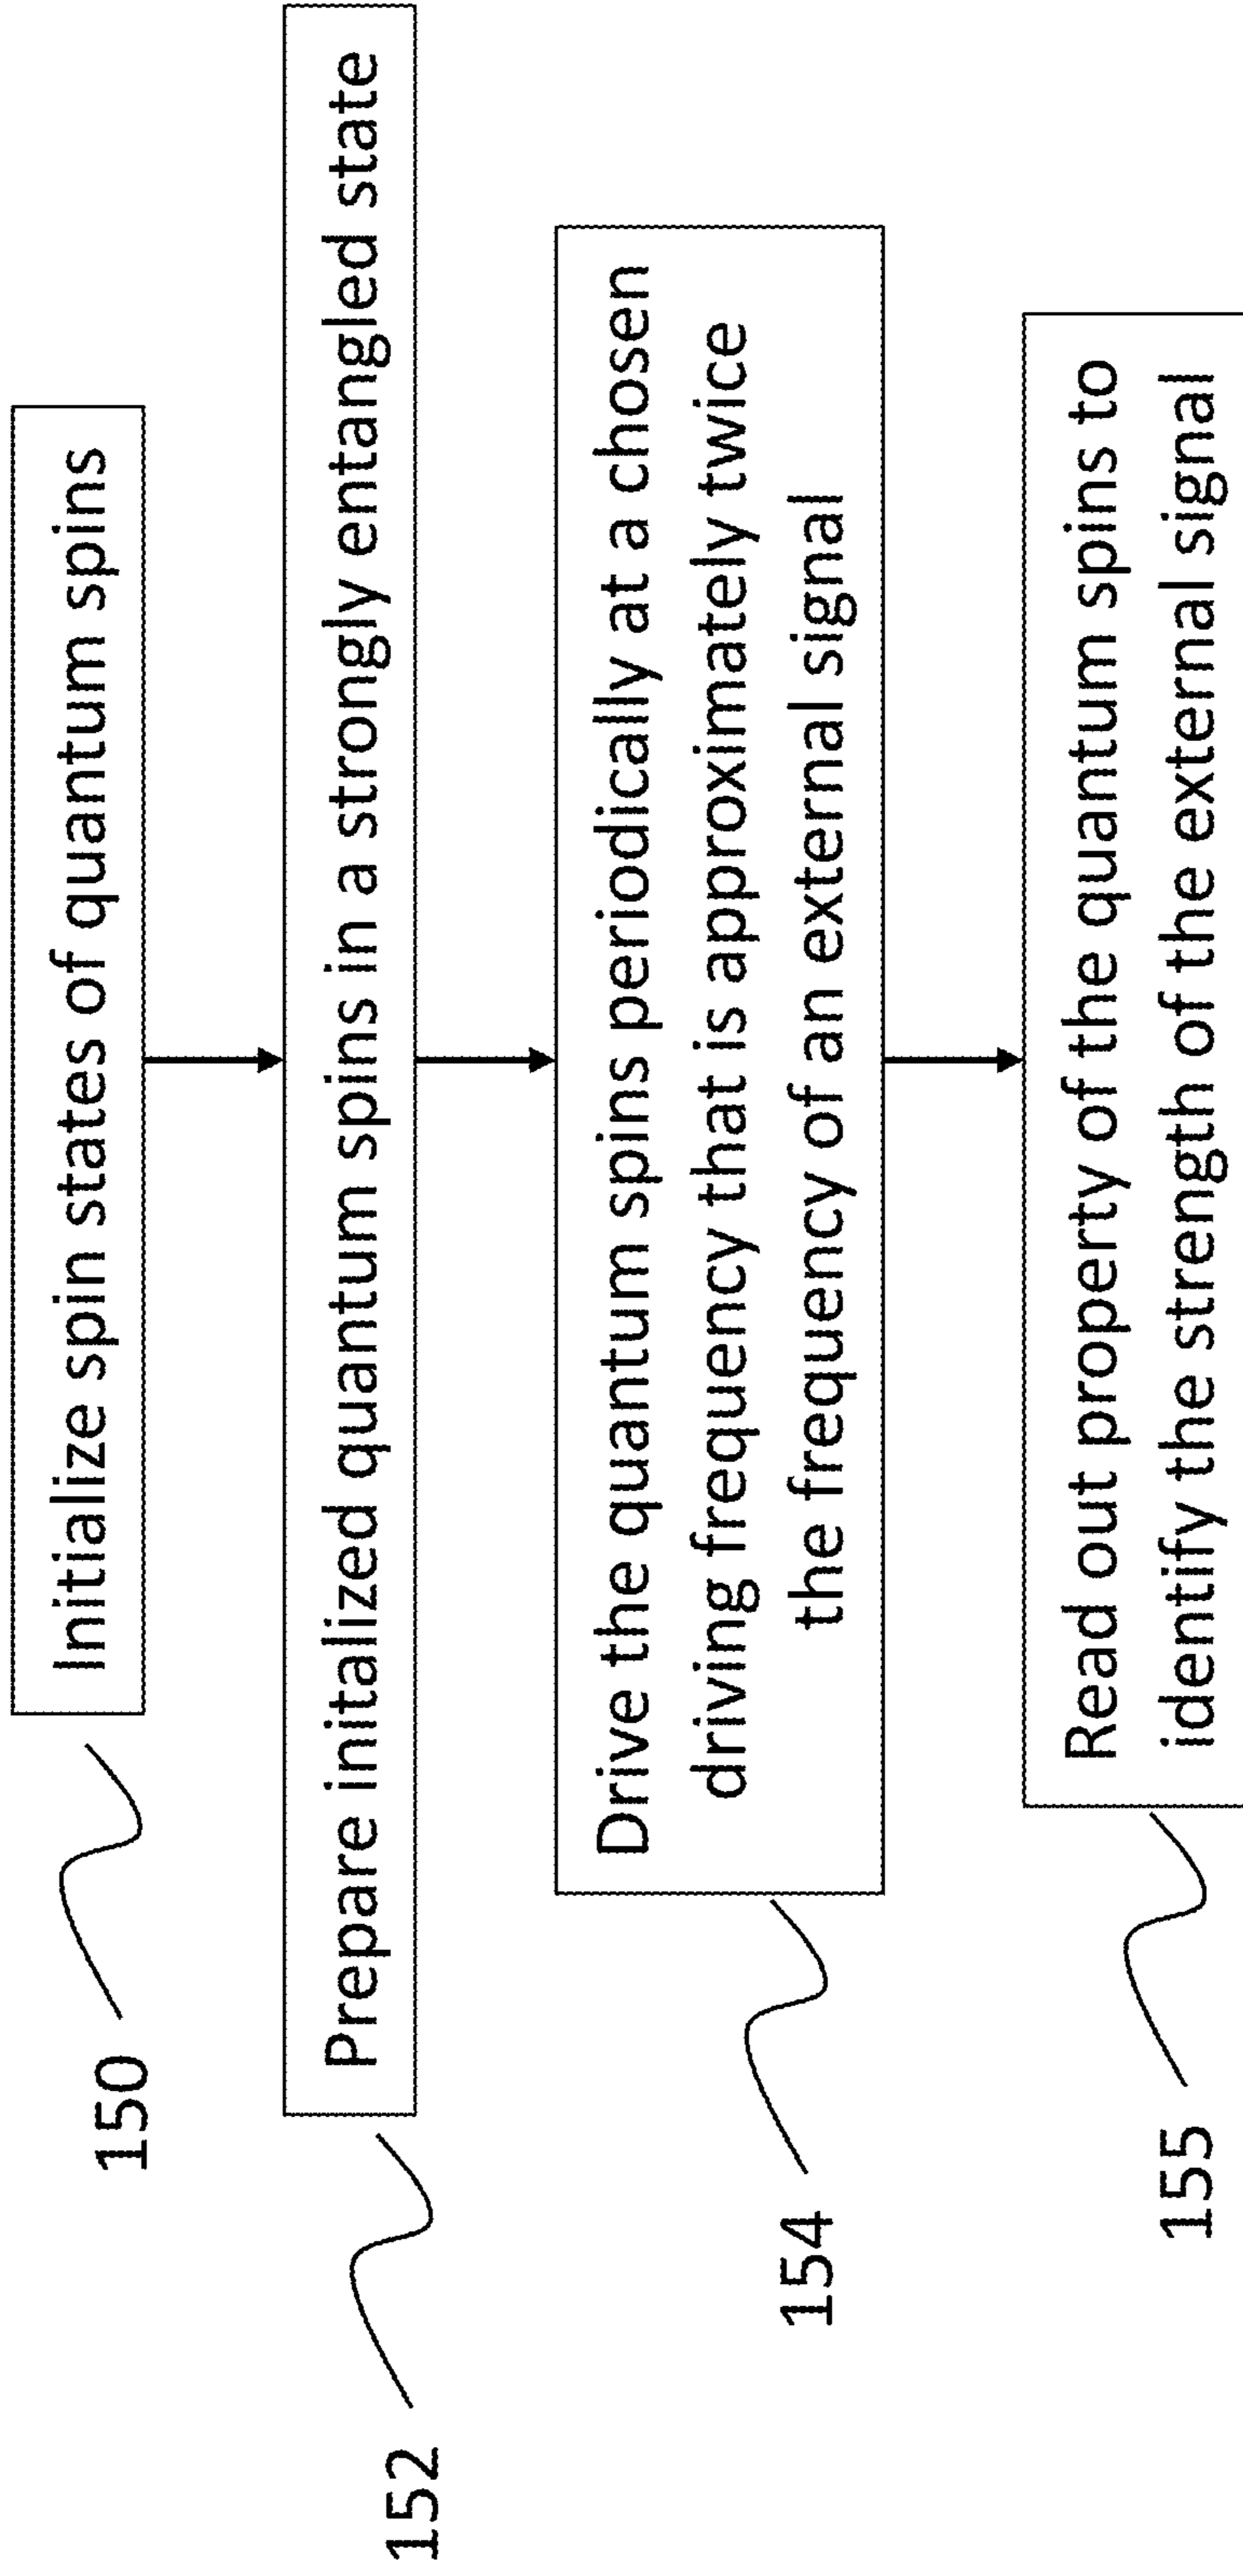 150
Initialize spin states of quantum spins
152
Prepare initalized quantum spins in a strongly entangled state
154
Drive the quantum spins periodically at a chosen
driving frequency that is approximately twice
the frequency of an external signal
155
Read out property of the quantum spins to
identify the strength of the external signal